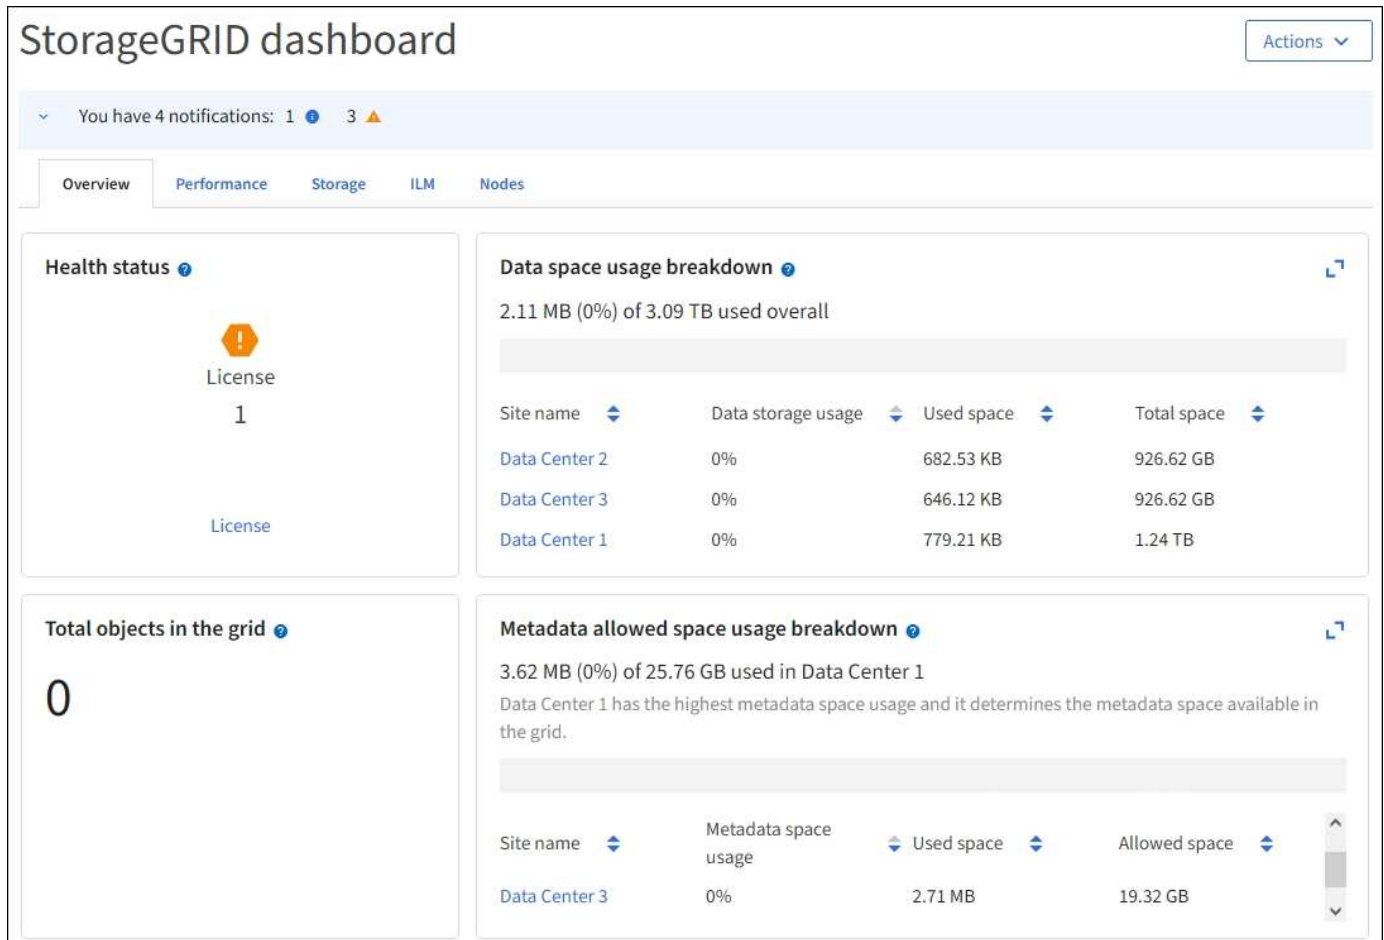 StorageGRID dashboard
Actions
You have 4 notifications: 1 3
Overview Performance Storage ILM Nodes
Health status
License
1
License
Data space usage breakdown
2.11 MB (0%) of 3.09 TB used overall
Site name Data storage usage Used space Total space
Data Center 2 0% 682.53 KB 926.62 GB
Data Center 3 0% 646.12 KB 926.62 GB
Data Center 1 0% 779.21 KB 1.24 TB
Total objects in the grid
0
Metadata allowed space usage breakdown
3.62 MB (0%) of 25.76 GB used in Data Center 1
Data Center 1 has the highest metadata space usage and it determines the metadata space available in
the grid.
Site name Metadata space usage Used space Allowed space
Data Center 3 0% 2.71 MB 19.32 GB